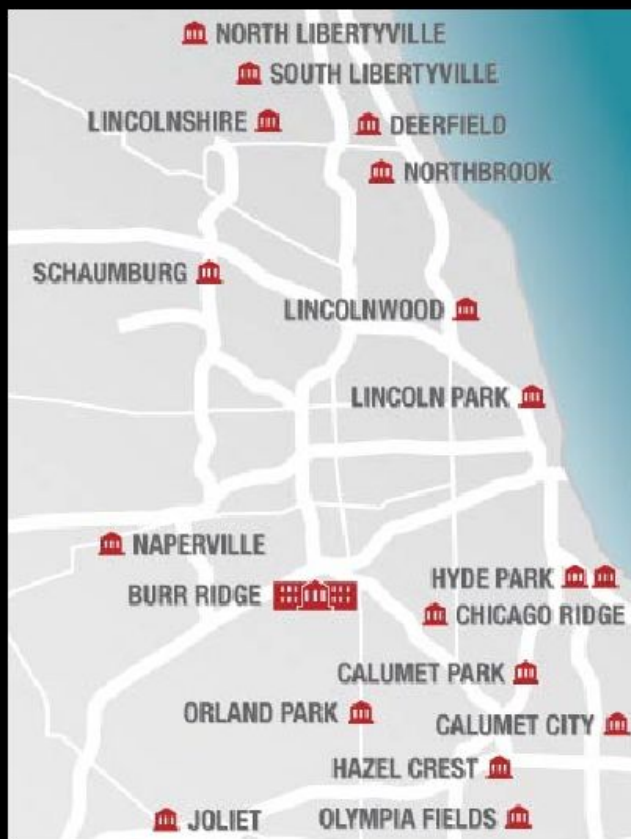 NORTH LIBERTYVILLE
SOUTH LIBERTYVILLE
LINCOLNSHIRE
DEERFIELD
NORTHBROOK
SCHAUMBURG
LINCOLNWOOD
LINCOLN PARK
NAPERVILLE
HYDE PARK
BURR RIDGE
CHICAGO RIDGE
CALUMET PARK
ORLAND PARK
CALUMET CITY
HAZEL CREST
JOLIET
OLYMPIA FIELDS